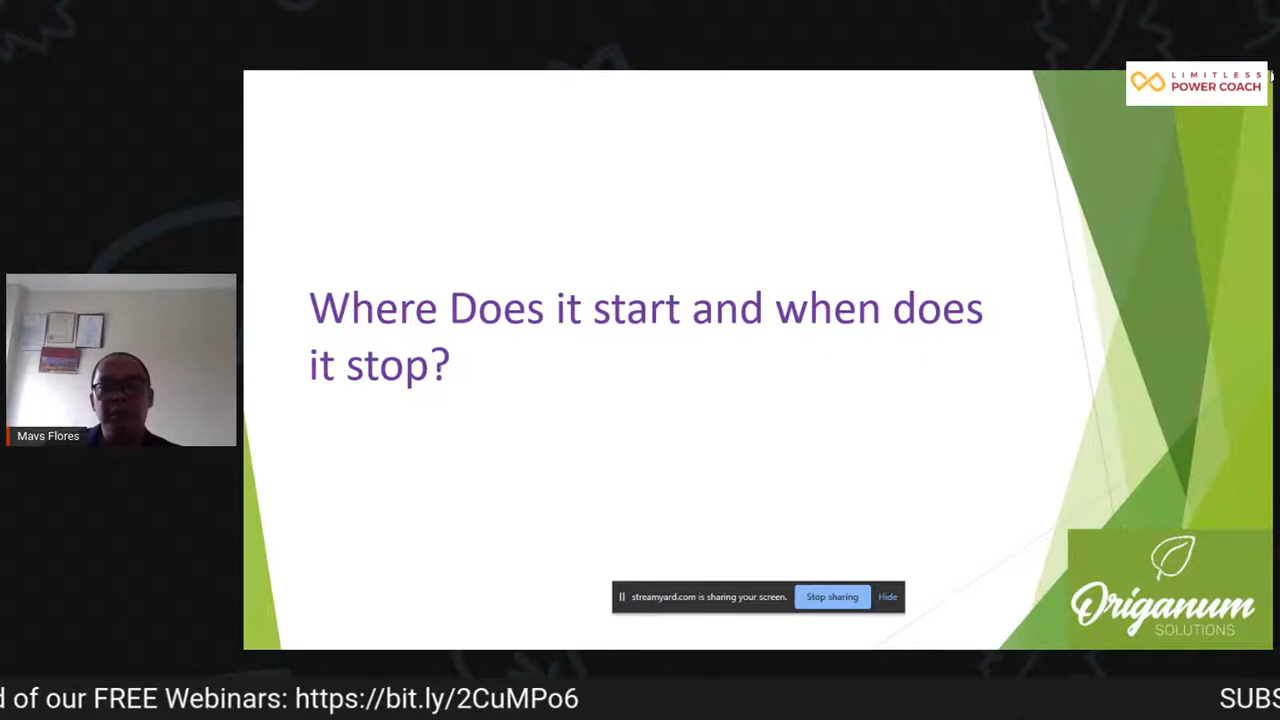 LIMITLESS
POWER COACH
Where Does it start and when does
it stop?
Mavs Flores
streamyard.com is sharing your screen.
Stop sharing
Hide
Origanum
SOLUTIONS
d of our FREE Webinars: https://bit.ly/2CuMPo6
SUBS